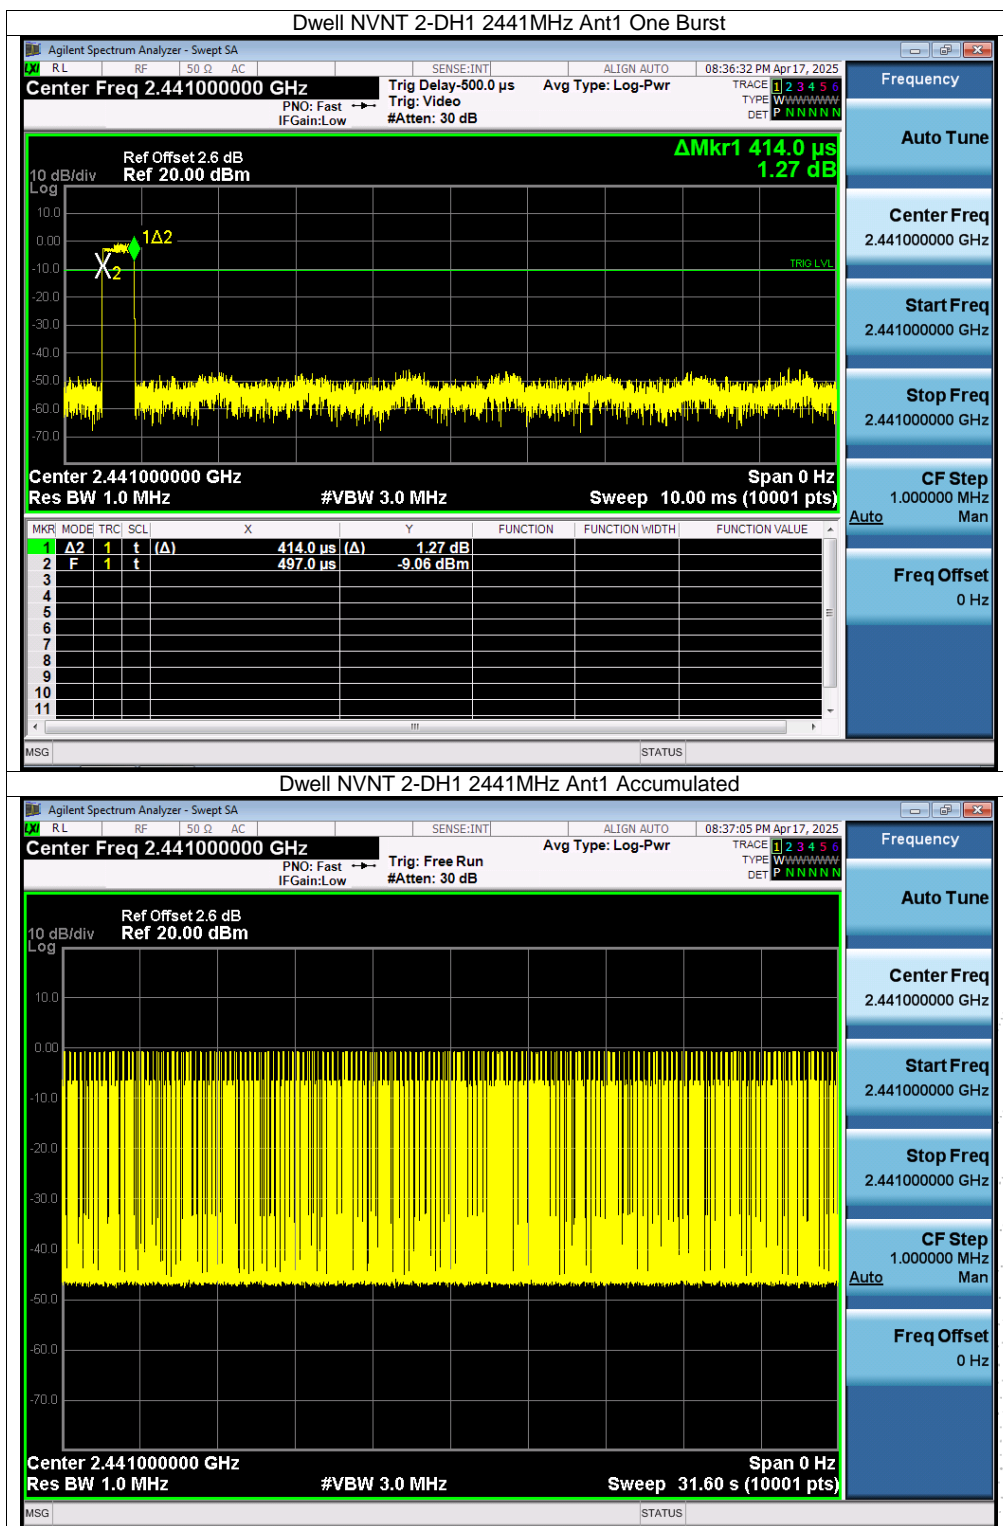 Dwell NVNT 2-DH1 2441MHz Ant1 One Burst
Agilent Spectrum Analyzer - Swept SA
LXI RL RF 50 Ω AC SENSE:INT ALIGN AUTO 08:36:32 PM Apr 17, 2025
Center Freq 2.441000000 GHz
PNO: Fast
IFGain:Low
Trig Delay-500.0 µs
Trig: Video
#Atten: 30 dB
Avg Type: Log-Pwr
TRACE 1 2 3 4 5 6
TYPE WWWWWWW
DET P N N N N N
Frequency
Auto Tune
Center Freq
2.441000000 GHz
Start Freq
2.441000000 GHz
Stop Freq
2.441000000 GHz
CF Step
1.000000 MHz
Auto Man
Freq Offset
0 Hz
ΔMkr1 414.0 µs
1.27 dB
Ref Offset 2.6 dB
10 dB/div Ref 20.00 dBm
Log
10.0
0.00
-10.0
-20.0
-30.0
-40.0
-50.0
-60.0
-70.0
1Δ2
2
TRIG LVL
Center 2.441000000 GHz Span 0 Hz
Res BW 1.0 MHz #VBW 3.0 MHz Sweep 10.00 ms (10001 pts)
MKR MODE TRC SCL X Y FUNCTION FUNCTION WIDTH FUNCTION VALUE
1 Δ2 1 t (Δ) 414.0 µs (Δ) 1.27 dB
2 F 1 t 497.0 µs -9.06 dBm
3
4
5
6
7
8
9
10
11
MSG STATUS
Dwell NVNT 2-DH1 2441MHz Ant1 Accumulated
Agilent Spectrum Analyzer - Swept SA
LXI RL RF 50 Ω AC SENSE:INT ALIGN AUTO 08:37:05 PM Apr 17, 2025
Center Freq 2.441000000 GHz
PNO: Fast
IFGain:Low
Trig: Free Run
#Atten: 30 dB
Avg Type: Log-Pwr
TRACE 1 2 3 4 5 6
TYPE WWWWWWW
DET P N N N N N
Frequency
Auto Tune
Center Freq
2.441000000 GHz
Start Freq
2.441000000 GHz
Stop Freq
2.441000000 GHz
CF Step
1.000000 MHz
Auto Man
Freq Offset
0 Hz
Ref Offset 2.6 dB
10 dB/div Ref 20.00 dBm
Log
10.0
0.00
-10.0
-20.0
-30.0
-40.0
-50.0
-60.0
-70.0
Center 2.441000000 GHz Span 0 Hz
Res BW 1.0 MHz #VBW 3.0 MHz Sweep 31.60 s (10001 pts)
MSG STATUS